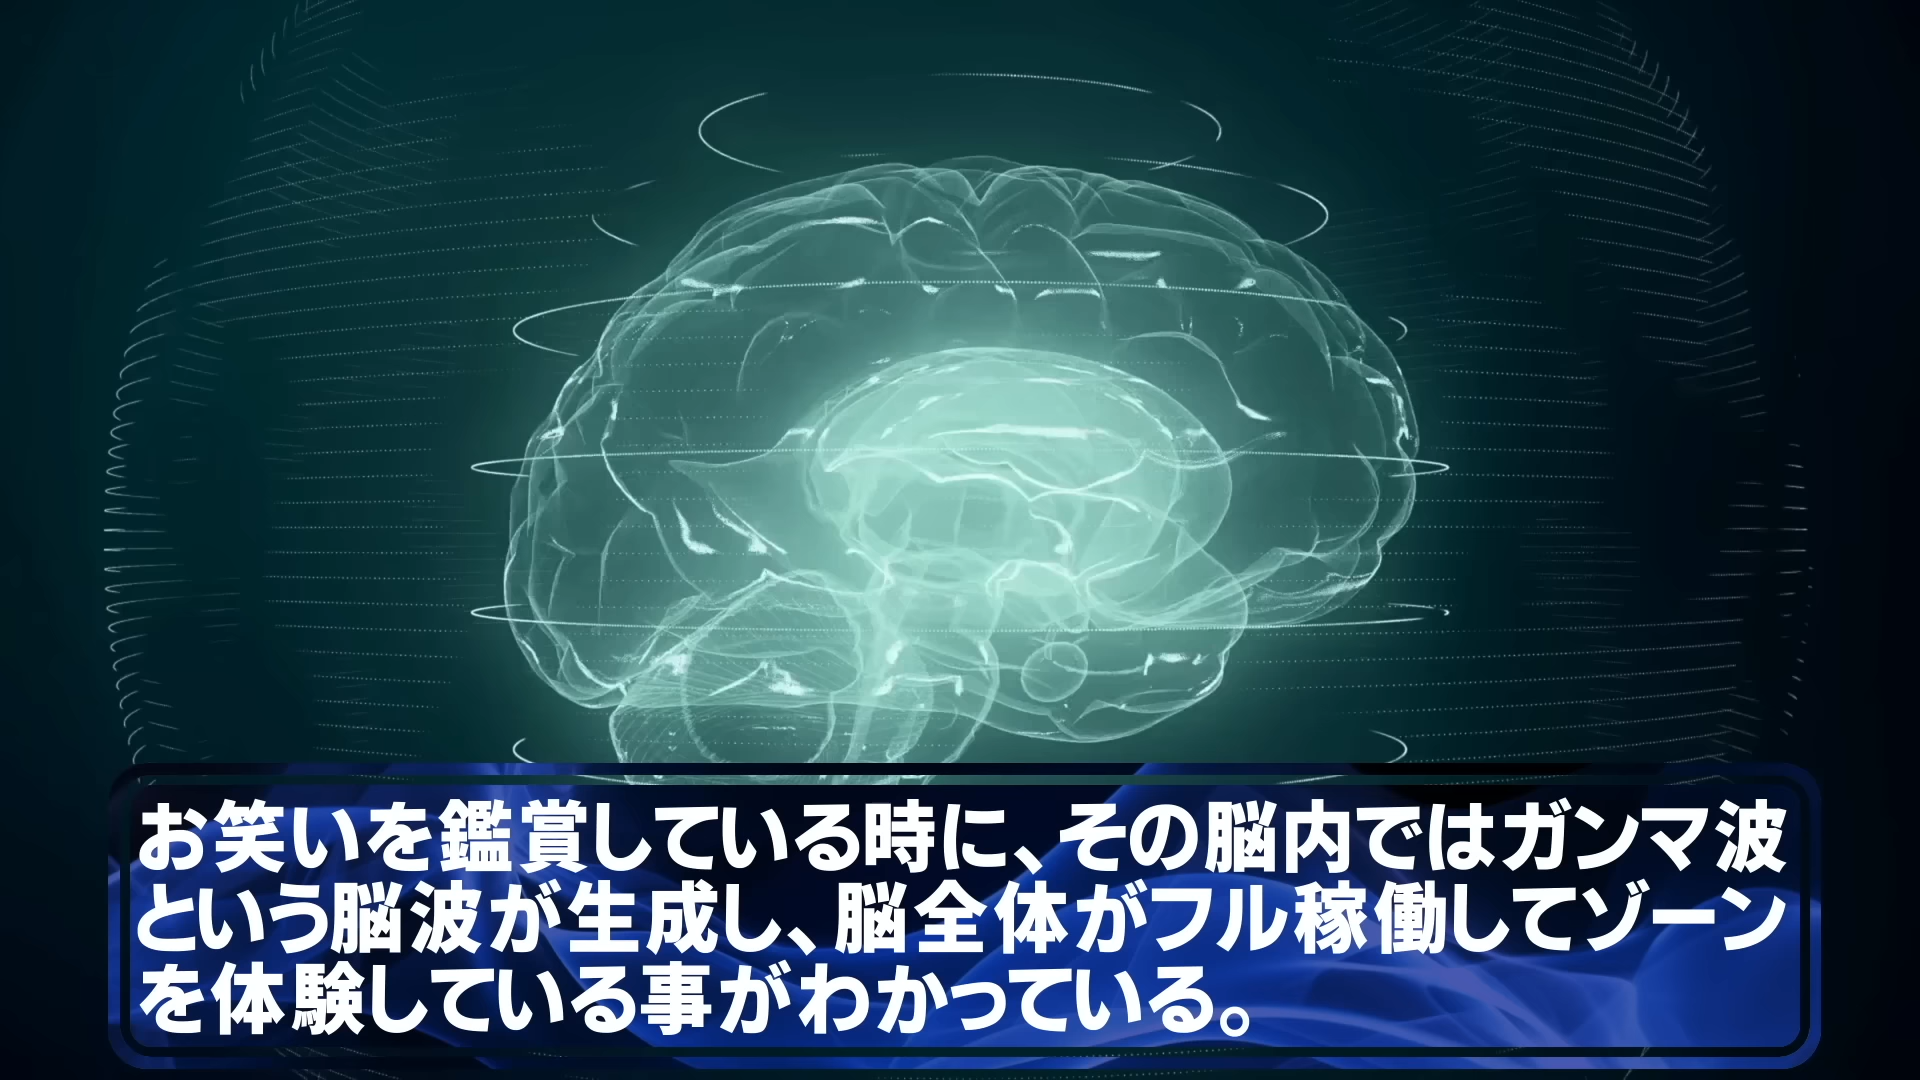 お笑いを鑑賞している時に、その脳内ではガンマ波
という脳波が生成し、脳全体がフル稼働してゾーン
を体験している事がわかっている。